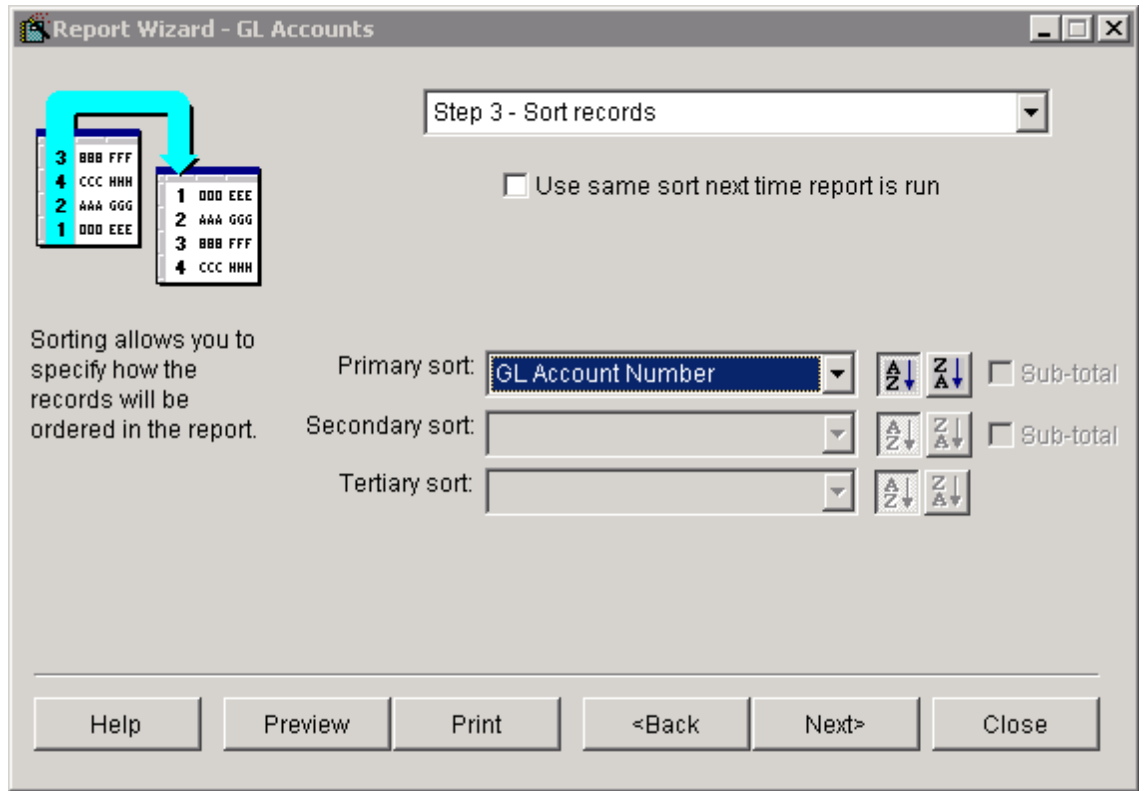 Report Wizard - GL Accounts
Step 3 - Sort records
Use same sort next time report is run
3 BBB FFF
4 CCC HHH
2 AAA GGG
1 DDD EEE
1 DDD EEE
2 AAA GGG
3 BBB FFF
4 CCC HHH
Sorting allows you to
specify how the
records will be
ordered in the report.
Primary sort: GL Account Number A Z Z A Sub-total
Secondary sort: A Z Z A Sub-total
Tertiary sort: A Z Z A
Help Preview Print <Back Next> Close